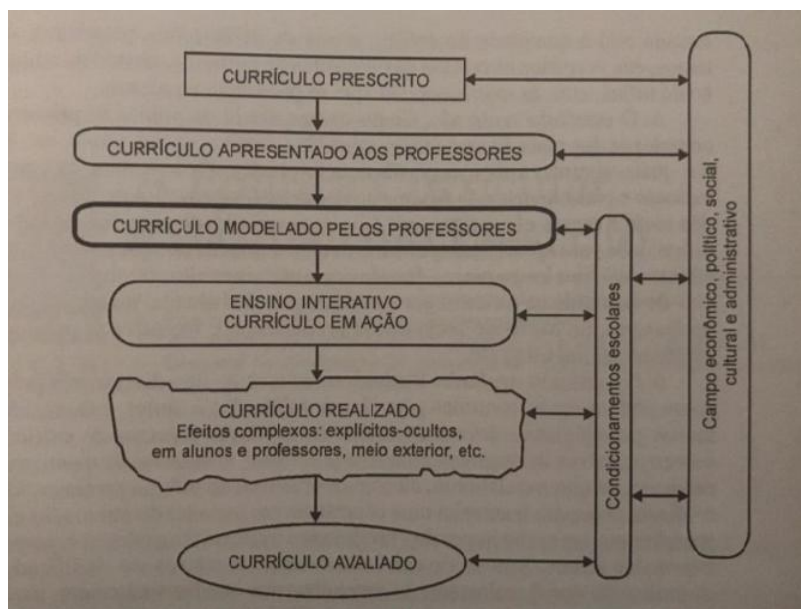 CURRÍCULO PRESCRITO
CURRÍCULO APRESENTADO AOS PROFESSORES
CURRÍCULO MODELADO PELOS PROFESSORES
ENSINO INTERATIVO
CURRÍCULO EM AÇÃO
CURRÍCULO REALIZADO
Efeitos complexos: explícitos-ocultos,
em alunos e professores, meio exterior, etc.
CURRÍCULO AVALIADO
Condicionamentos escolares
Campo econômico, político, social,
cultural e administrativo